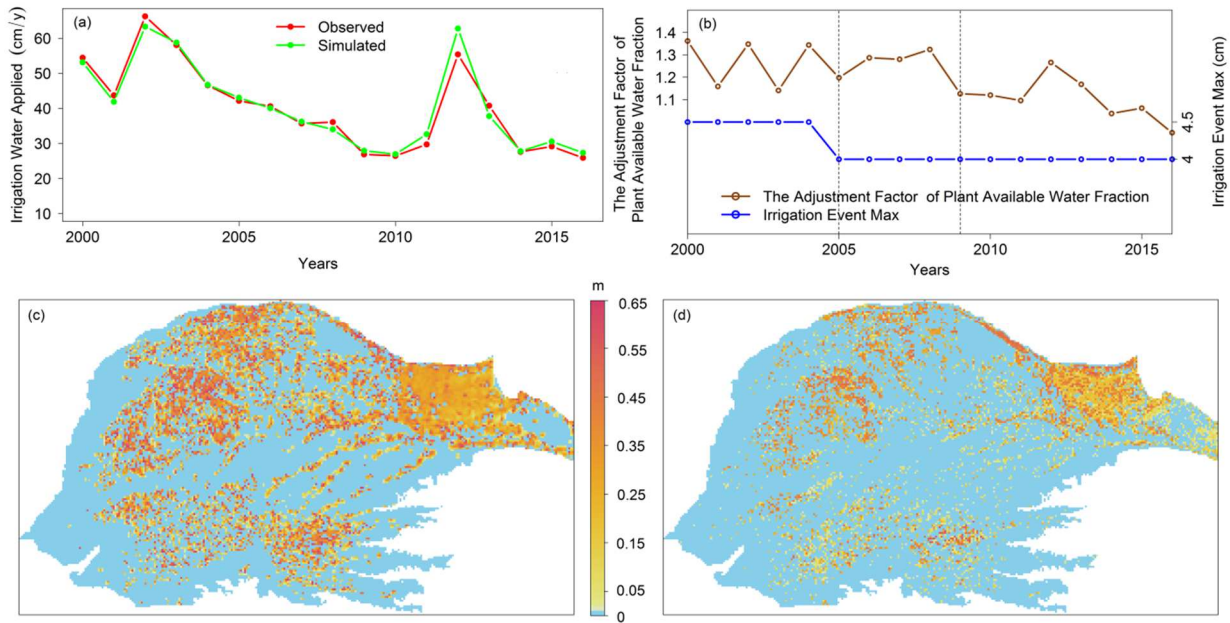 (a)
Observed
Simulated
Irrigation Water Applied (cm/y)
60
50
40
30
20
10
2000
2005
2010
2015
Years
(b)
The Adjustment Factor of
Plant Available Water Fraction
1.4
1.3
1.2
1.1
4.5
4
Irrigation Event Max (cm)
The Adjustment Factor of Plant Available Water Fraction
Irrigation Event Max
2000
2005
2010
2015
Years
(c)
m
0.65
0.55
0.45
0.35
0.25
0.15
0.05
0
(d)